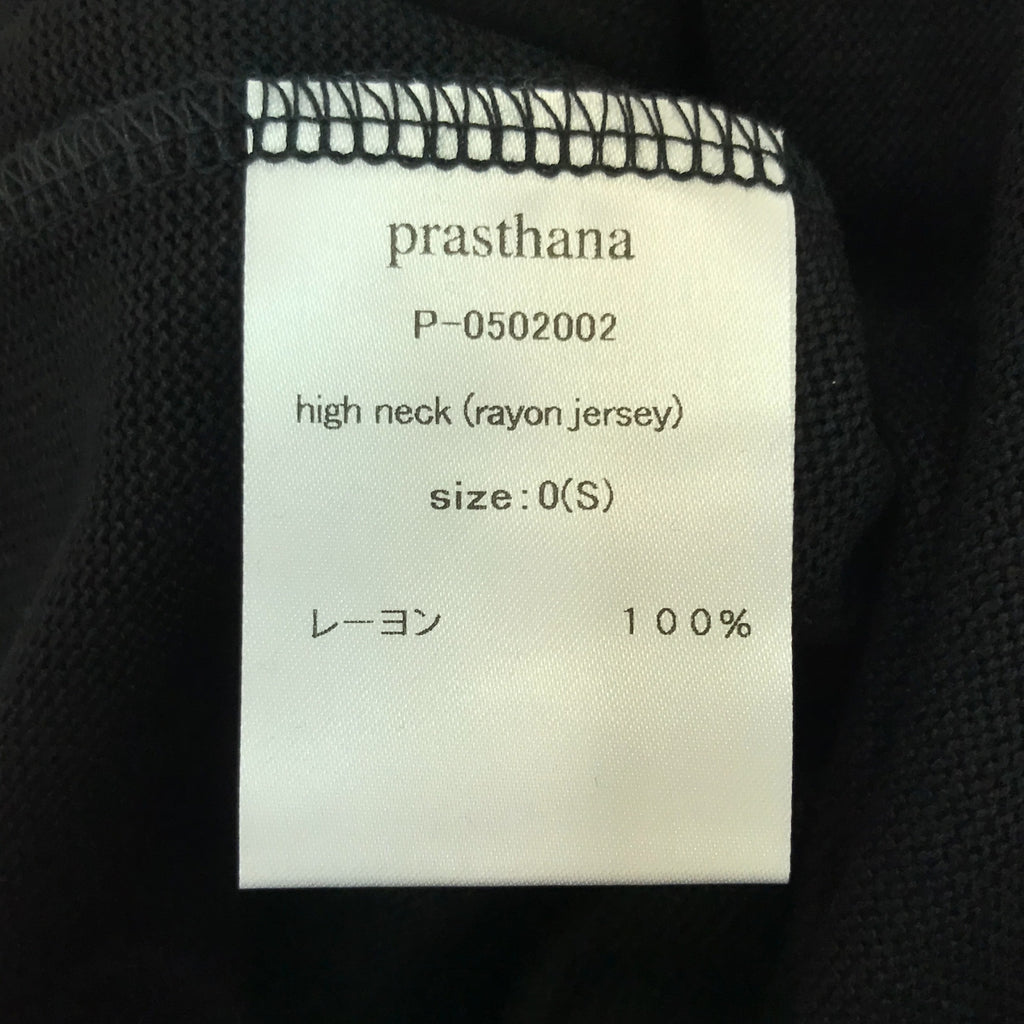 prasthana
P-0502002
high neck (rayon jersey)
size:0(S)
レーヨン 100%